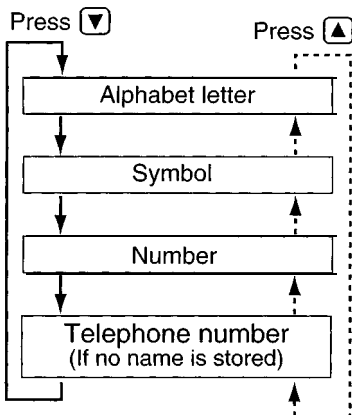 Press ▼
Press ▲
Alphabet letter
Symbol
Number
Telephone number
(If no name is stored)